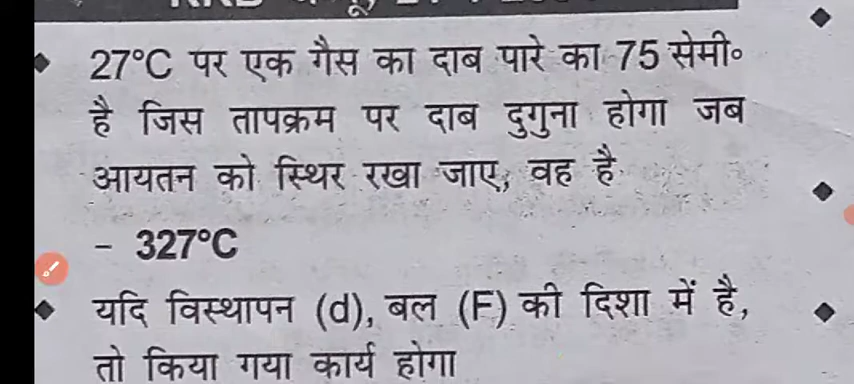 27°C पर एक गैस का दाब पारे का 75 सेमी॰
है जिस तापक्रम पर दाब दुगुना होगा जब
आयतन को स्थिर रखा जाए, वह है
– 327°C
यदि विस्थापन (d), बल (F) की दिशा में है,
तो किया गया कार्य होगा